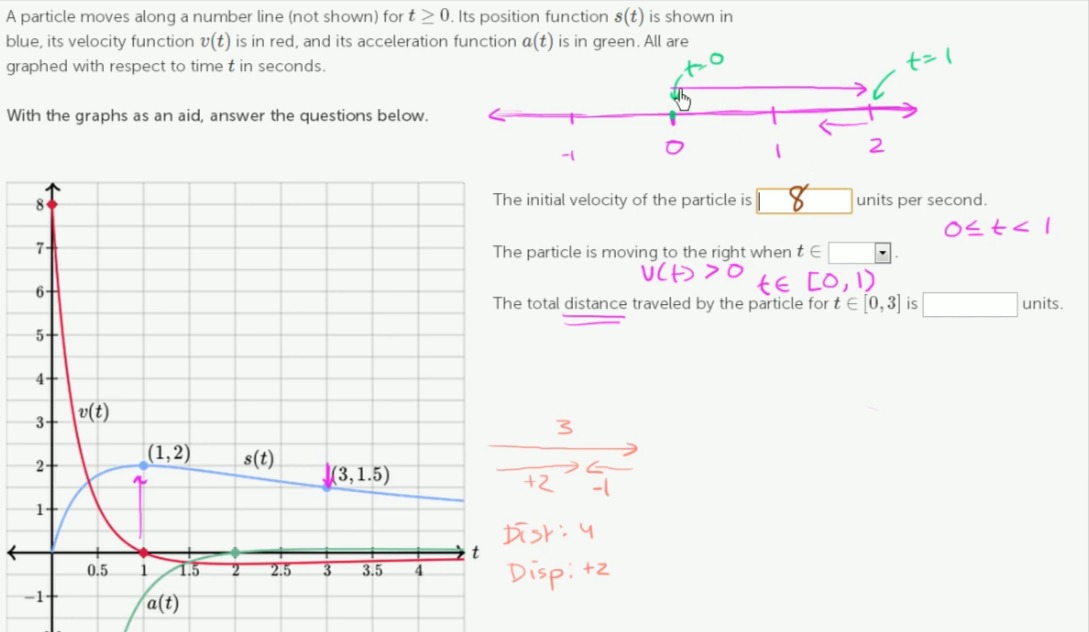 A particle moves along a number line (not shown) for t ≥ 0. Its position function s(t) is shown in
blue, its velocity function v(t) is in red, and its acceleration function a(t) is in green. All are
graphed with respect to time t in seconds.
t=0
t=1
With the graphs as an aid, answer the questions below.
-1 0 1 2
The initial velocity of the particle is 8 units per second.
0 ≤ t < 1
The particle is moving to the right when t ∈ .
v(t) > 0 t ∈ [0,1)
The total distance traveled by the particle for t ∈ [0,3] is units.
8
7
6
5
4
3
2
1
-1
v(t)
(1,2)
s(t)
(3,1.5)
t
0.5 1 1.5 2 2.5 3 3.5 4
a(t)
3
+2 -1
Dist: 4
Disp: +2